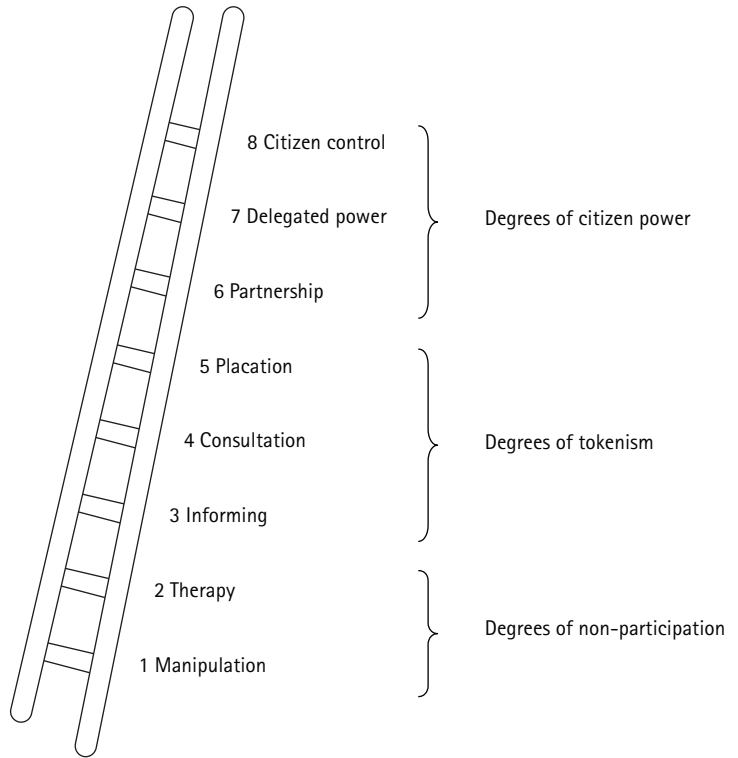 8 Citizen control
7 Delegated power
Degrees of citizen power
6 Partnership
5 Placation
4 Consultation
Degrees of tokenism
3 Informing
2 Therapy
Degrees of non-participation
1 Manipulation